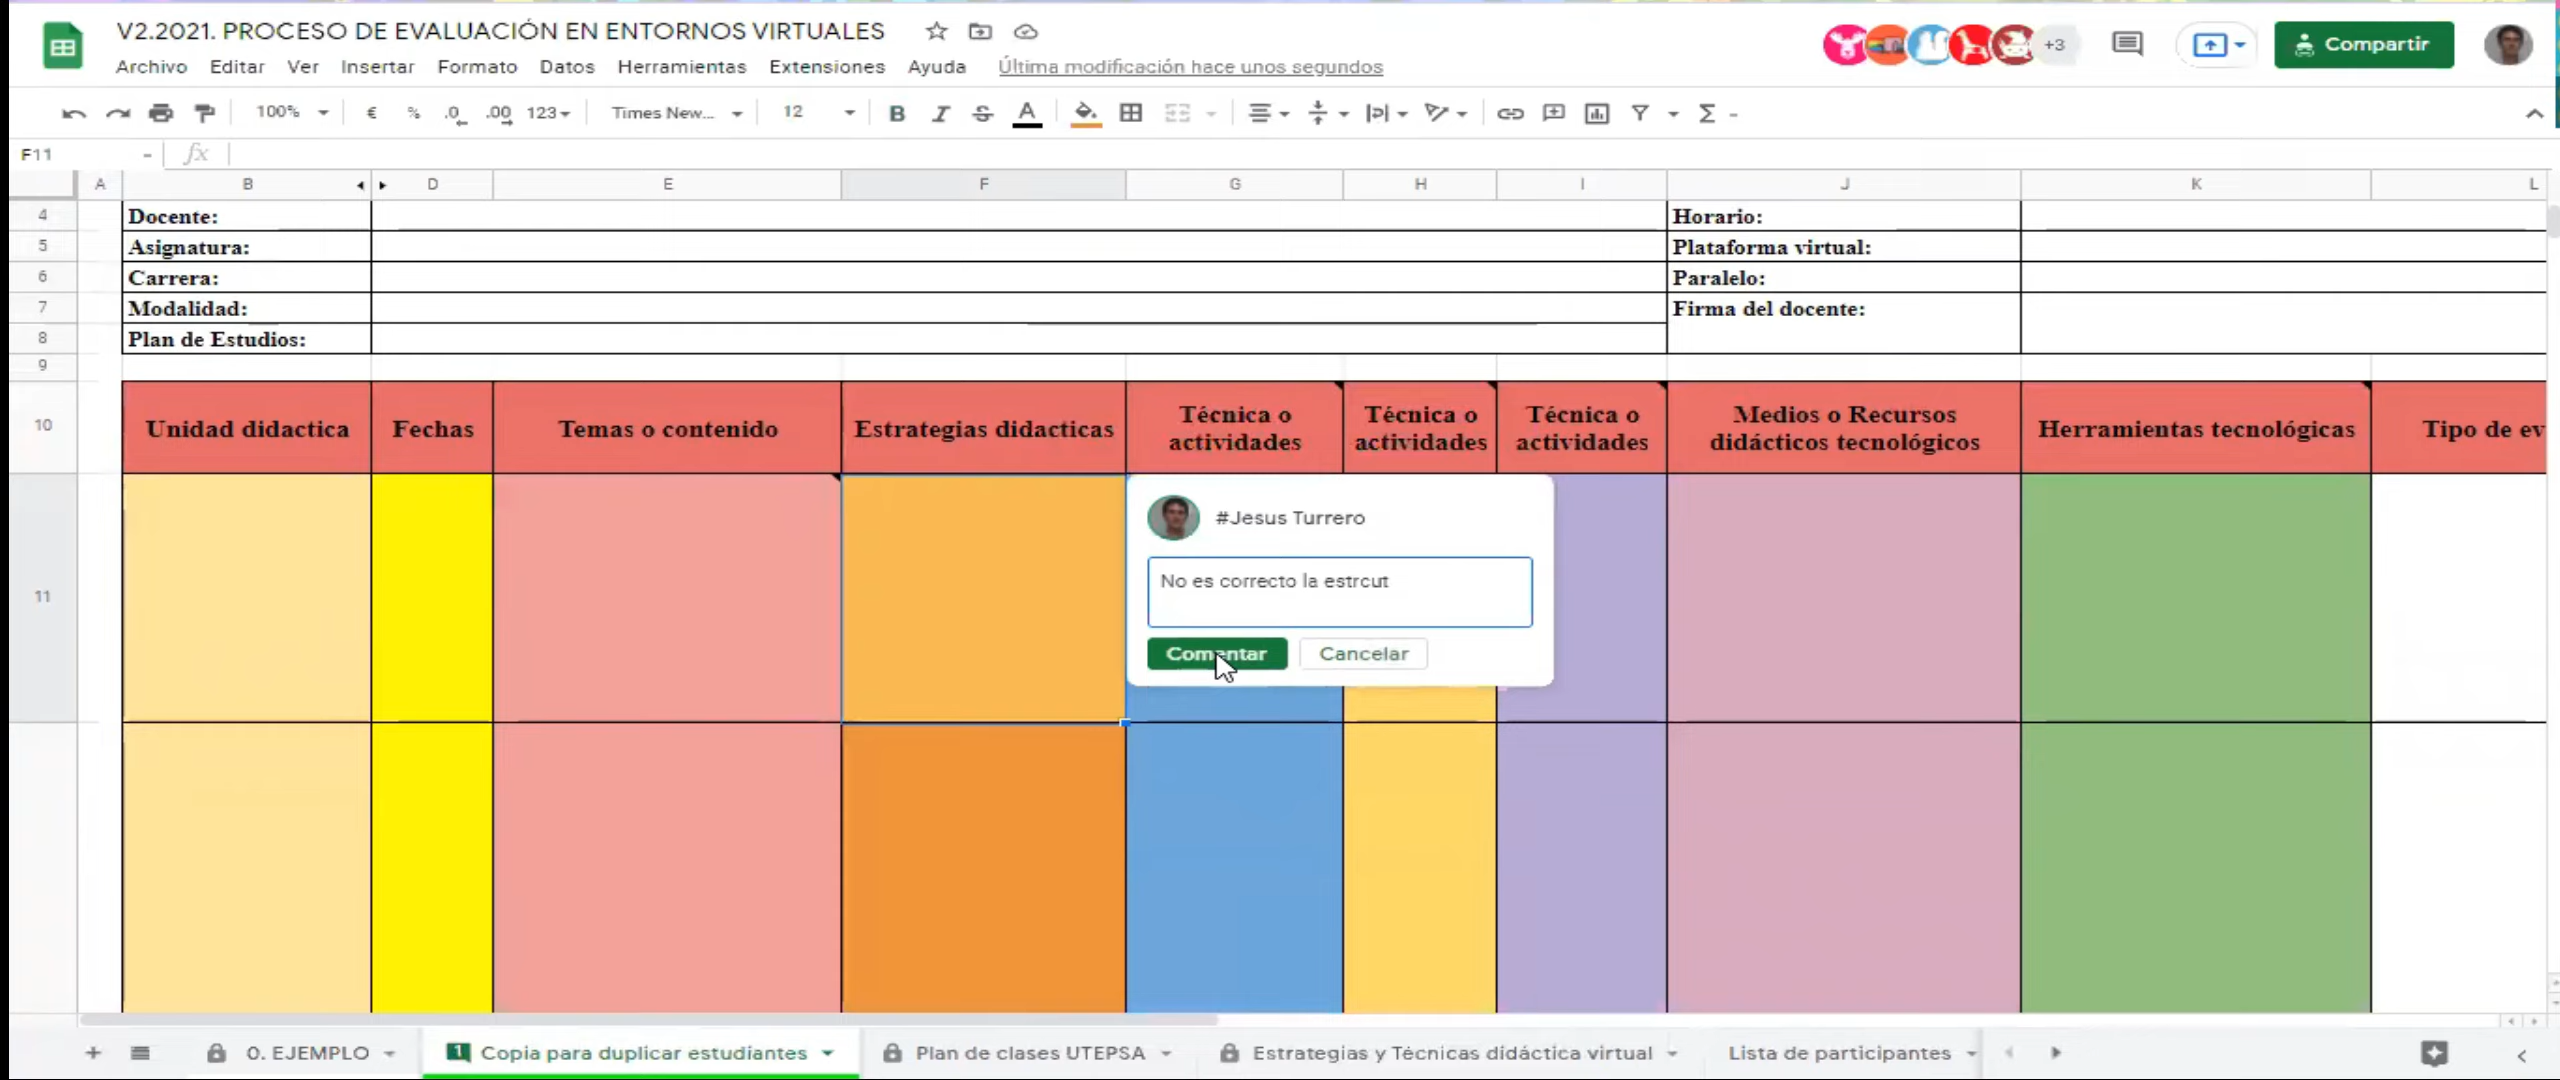 V2.2021. PROCESO DE EVALUACIÓN EN ENTORNOS VIRTUALES
+3
Compartir
Archivo Editar Ver Insertar Formato Datos Herramientas Extensiones Ayuda Última modificación hace unos segundos
100% € % .0 .00 123 Times New... 12 B I S A Σ
F11 fx
A B D E F G H I J K L
4 Docente: Horario:
5 Asignatura: Plataforma virtual:
6 Carrera: Paralelo:
7 Modalidad: Firma del docente:
8 Plan de Estudios:
9
10 Unidad didactica Fechas Temas o contenido Estrategias didacticas Técnica o actividades Técnica o actividades Técnica o actividades Medios o Recursos didácticos tecnológicos Herramientas tecnológicas Tipo de ev
11
#Jesus Turrero
No es correcto la estrcut
Comentar Cancelar
+ 0. EJEMPLO 1 Copia para duplicar estudiantes Plan de clases UTEPSA Estrategias y Técnicas didáctica virtual Lista de participantes